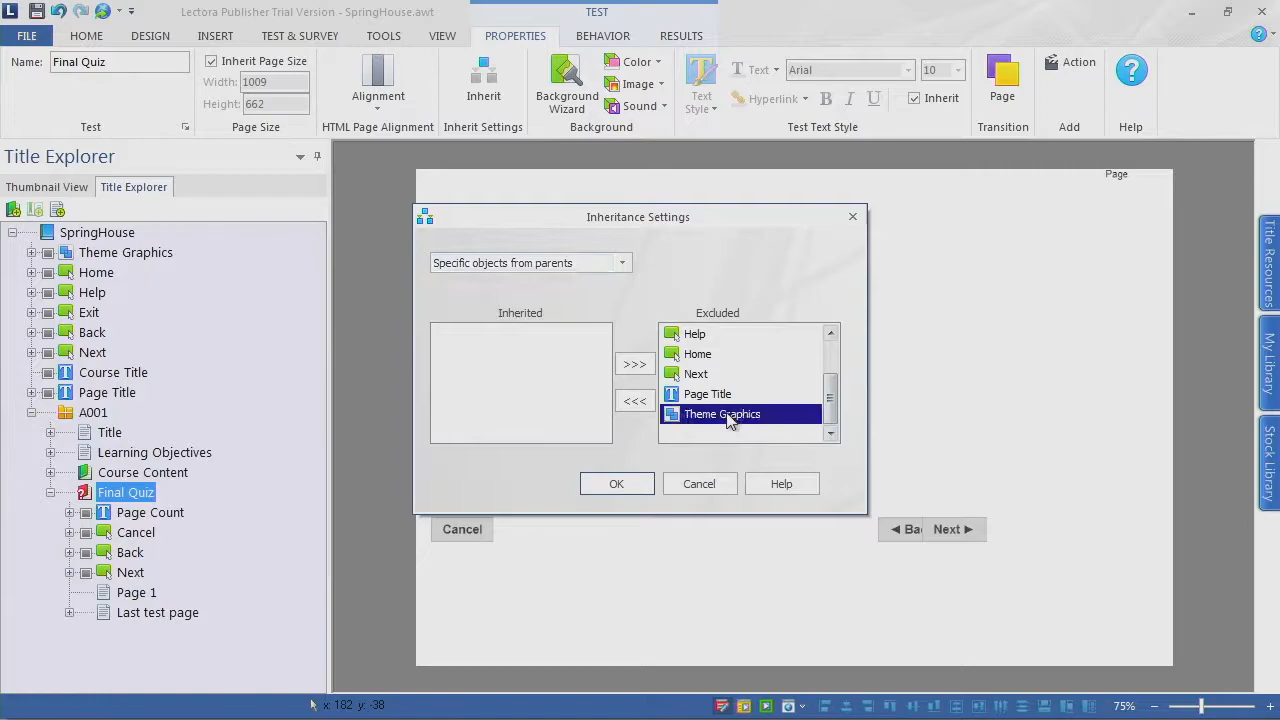 Lectora Publisher Trial Version - SpringHouse.awt
TEST
FILE HOME DESIGN INSERT TEST & SURVEY TOOLS VIEW PROPERTIES BEHAVIOR RESULTS
Name: Final Quiz
Inherit Page Size
Width: 1009
Height: 662
Alignment
Inherit
Background Wizard
Color
Image
Sound
Text Style
Text
Arial
10
Hyperlink
B I U
Inherit
Page
Action
Help
Test
Page Size
HTML Page Alignment
Inherit Settings
Background
Test Text Style
Transition
Add
Help
Title Explorer
Thumbnail View
Title Explorer
SpringHouse
Theme Graphics
Home
Help
Exit
Back
Next
Course Title
Page Title
A001
Title
Learning Objectives
Course Content
Final Quiz
Page Count
Cancel
Back
Next
Page 1
Last test page
Page
Inheritance Settings
Specific objects from parents
Inherited
Excluded
Help
Home
Next
Page Title
Theme Graphics
>>>
<<<
OK
Cancel
Help
Cancel
Bac
Next
Title Resources
My Library
Stock Library
x: 182 y: -38
75%